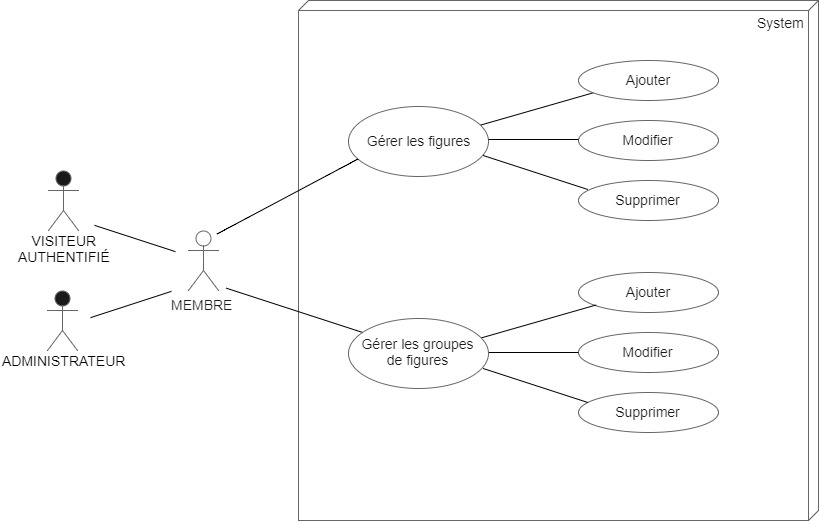 System
Ajouter
Gérer les figures
Modifier
Supprimer
VISITEUR
AUTHENTIFIÉ
MEMBRE
ADMINISTRATEUR
Ajouter
Gérer les groupes
de figures
Modifier
Supprimer